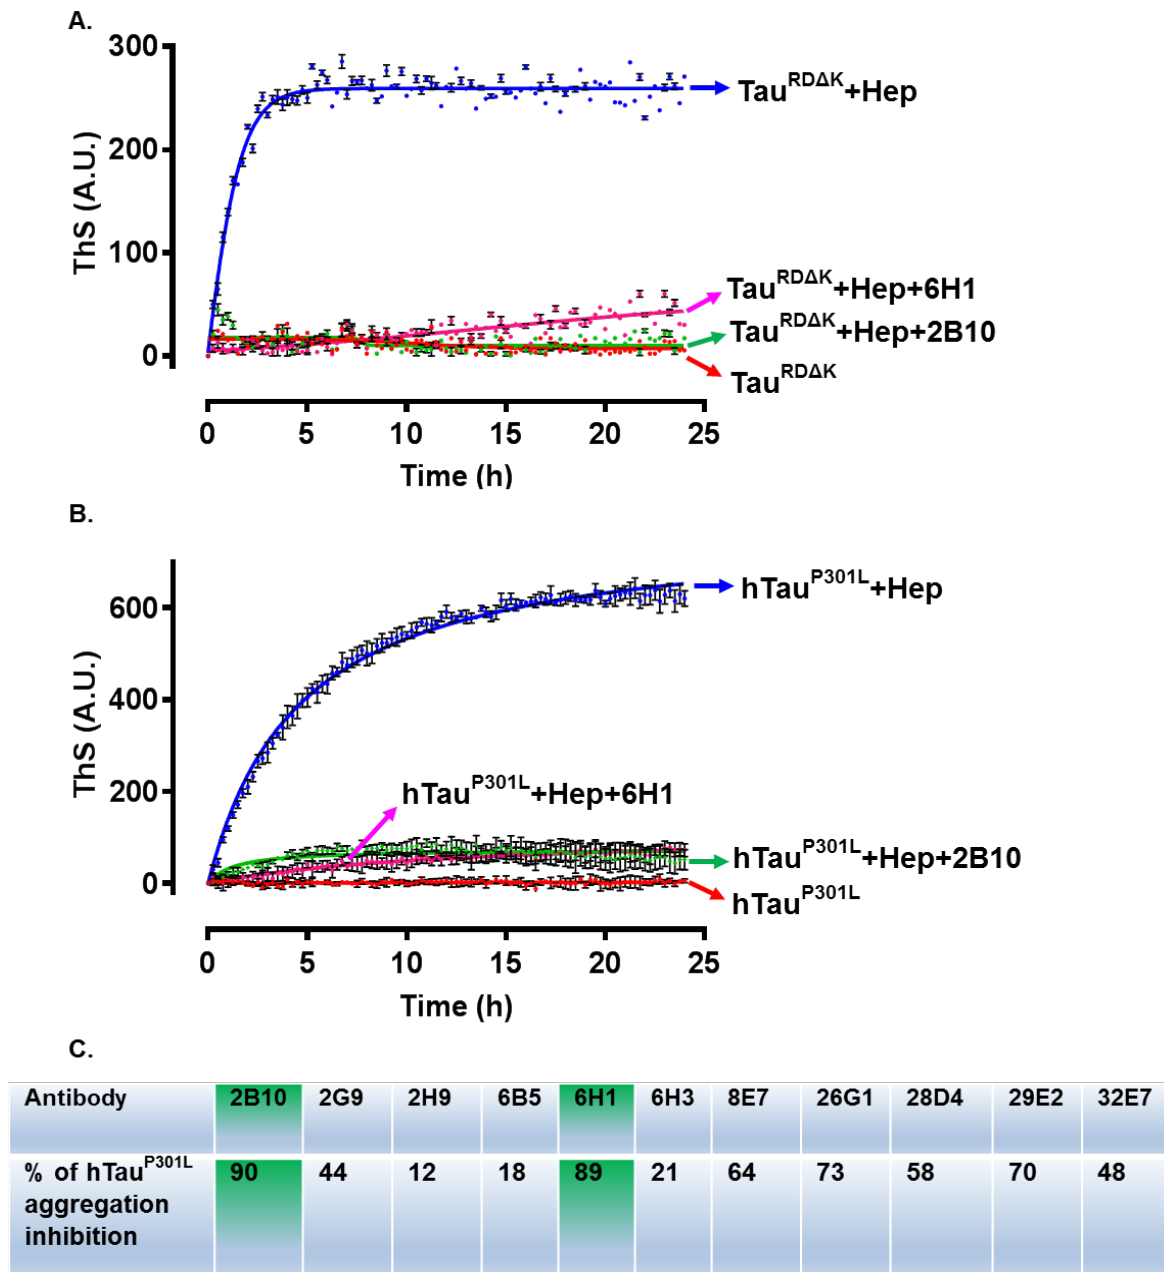 A.
300
200
100
0
ThS (A.U.)
Tau^RDΔK+Hep
Tau^RDΔK+Hep+6H1
Tau^RDΔK+Hep+2B10
Tau^RDΔK
0 5 10 15 20 25
Time (h)
B.
600
400
200
0
ThS (A.U.)
hTau^P301L+Hep
hTau^P301L+Hep+6H1
hTau^P301L+Hep+2B10
hTau^P301L
0 5 10 15 20 25
Time (h)
C.
Antibody 2B10 2G9 2H9 6B5 6H1 6H3 8E7 26G1 28D4 29E2 32E7
% of hTau^P301L 90 44 12 18 89 21 64 73 58 70 48
aggregation
inhibition